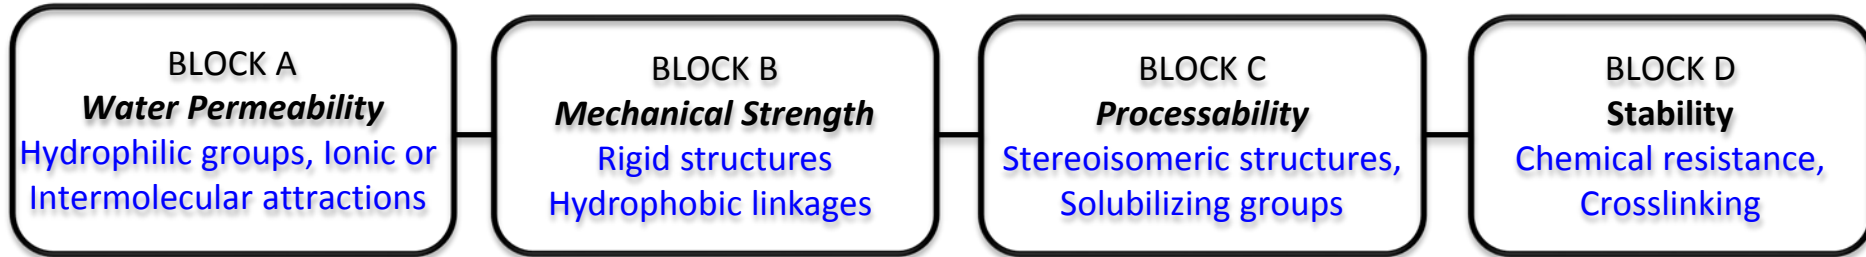 BLOCK A
Water Permeability
Hydrophilic groups, Ionic or
Intermolecular attractions
BLOCK B
Mechanical Strength
Rigid structures
Hydrophobic linkages
BLOCK C
Processability
Stereoisomeric structures,
Solubilizing groups
BLOCK D
Stability
Chemical resistance,
Crosslinking